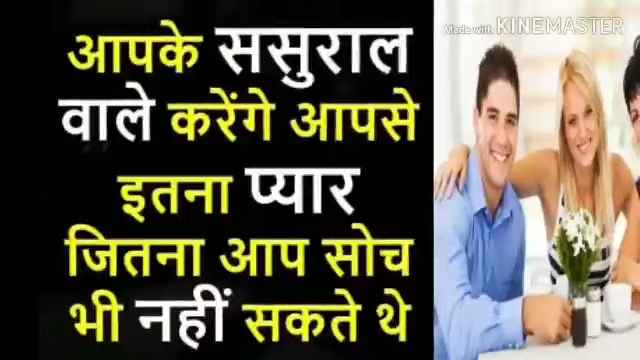 Made with KINEMASTER
आपके ससुराल
वाले करेंगे आपसे
इतना प्यार
जितना आप सोच
भी नहीं सकते थे